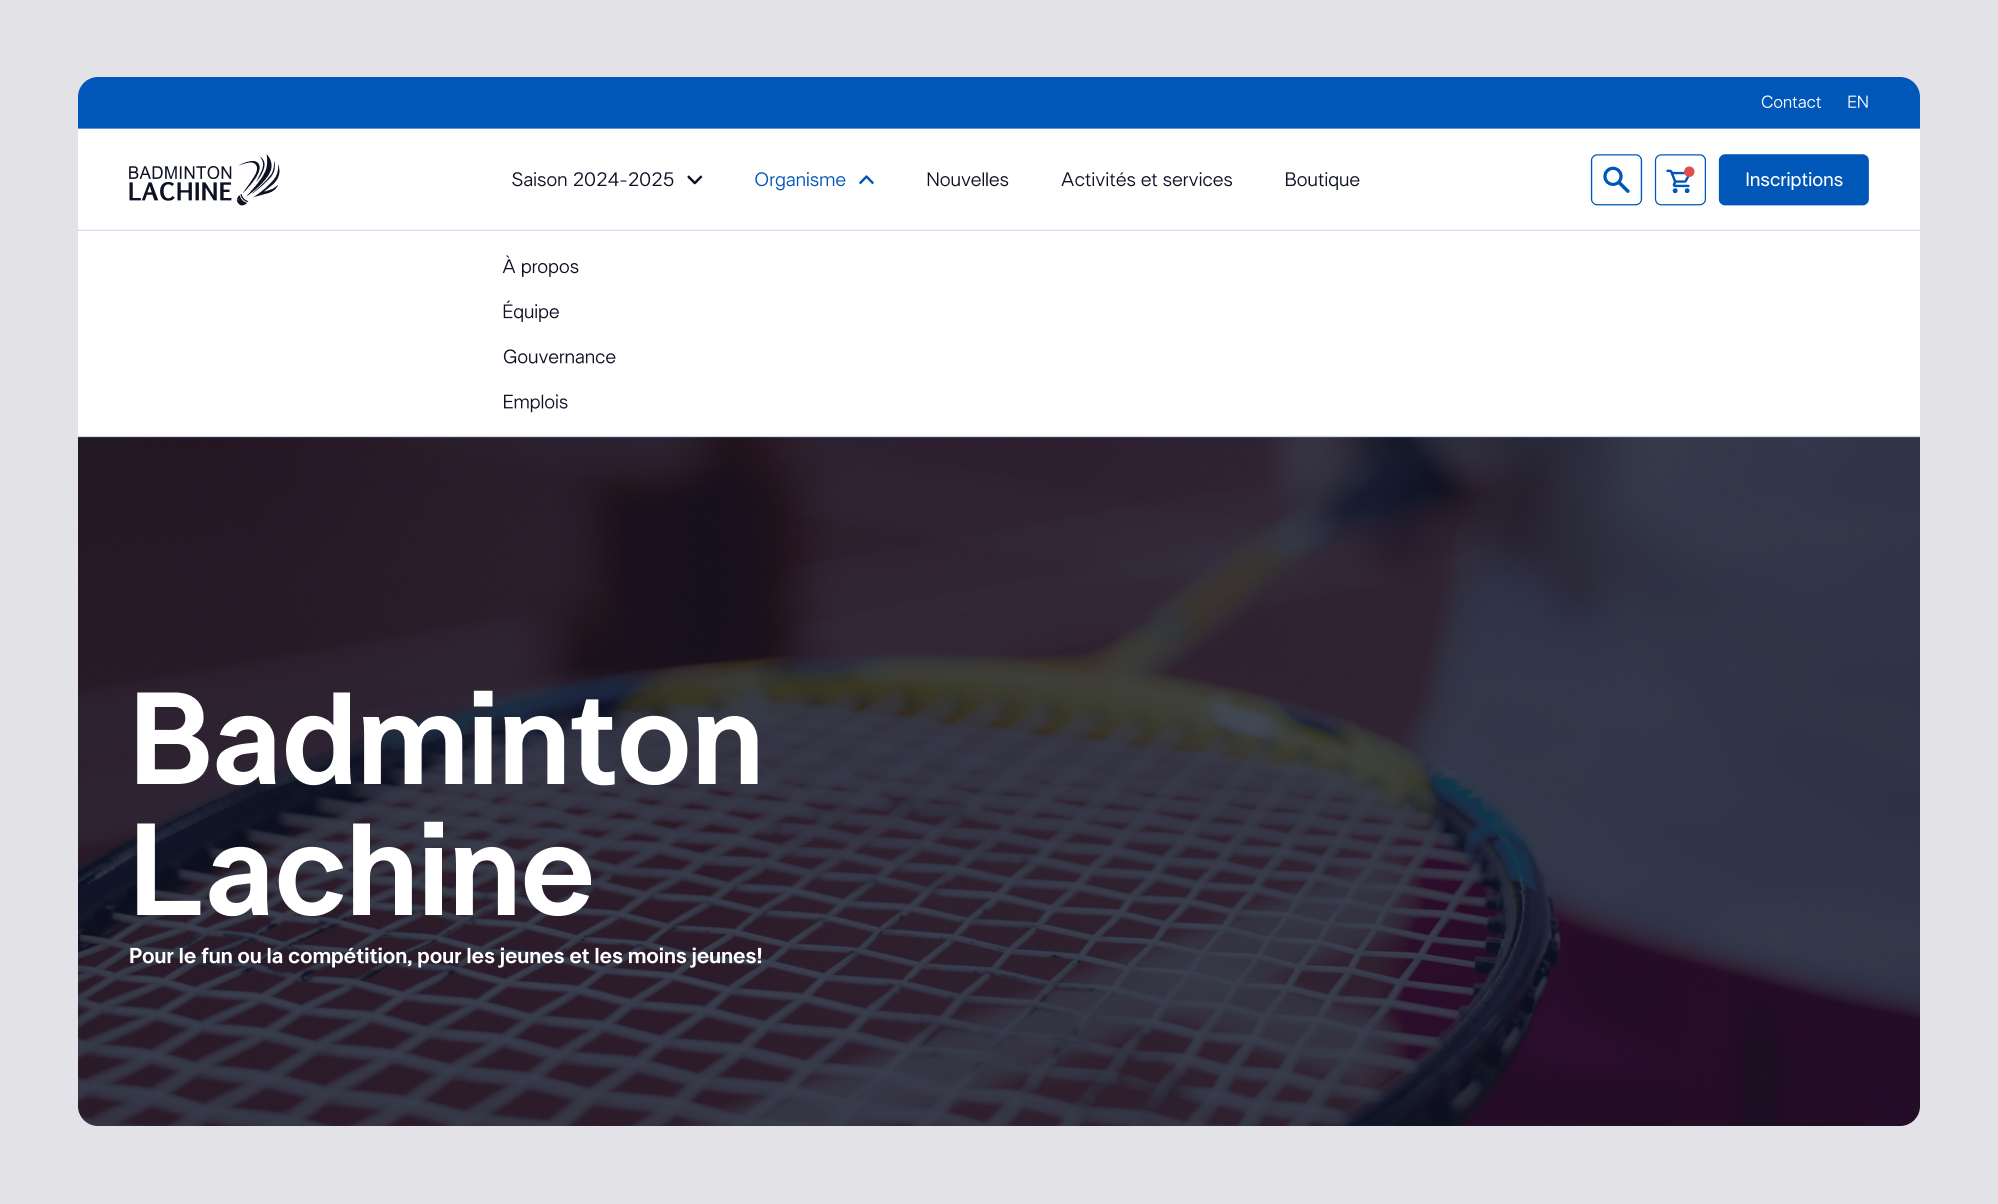 Contact EN
BADMINTON
LACHINE
Saison 2024-2025 Organisme Nouvelles Activités et services Boutique Inscriptions
À propos
Équipe
Gouvernance
Emplois
Badminton
Lachine
Pour le fun ou la compétition, pour les jeunes et les moins jeunes!